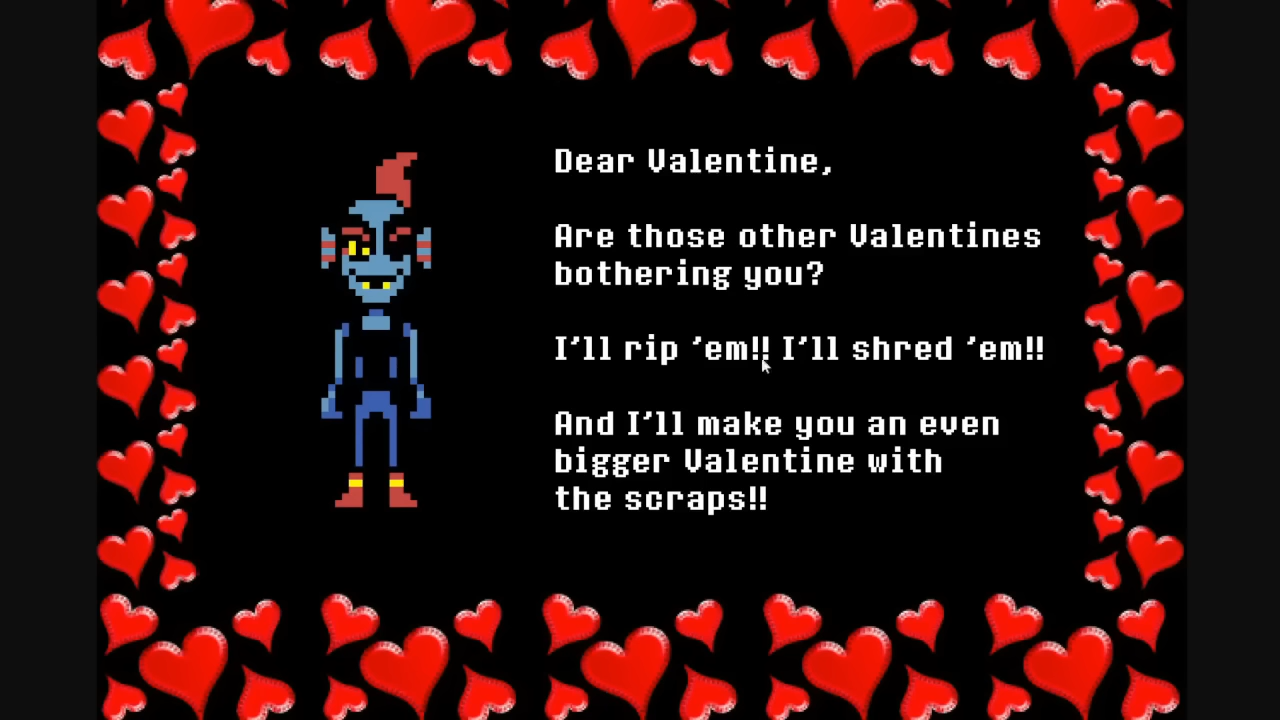 Dear Valentine,
Are those other Valentines
bothering you?
I'll rip 'em!! I'll shred 'em!!
And I'll make you an even
bigger Valentine with
the scraps!!